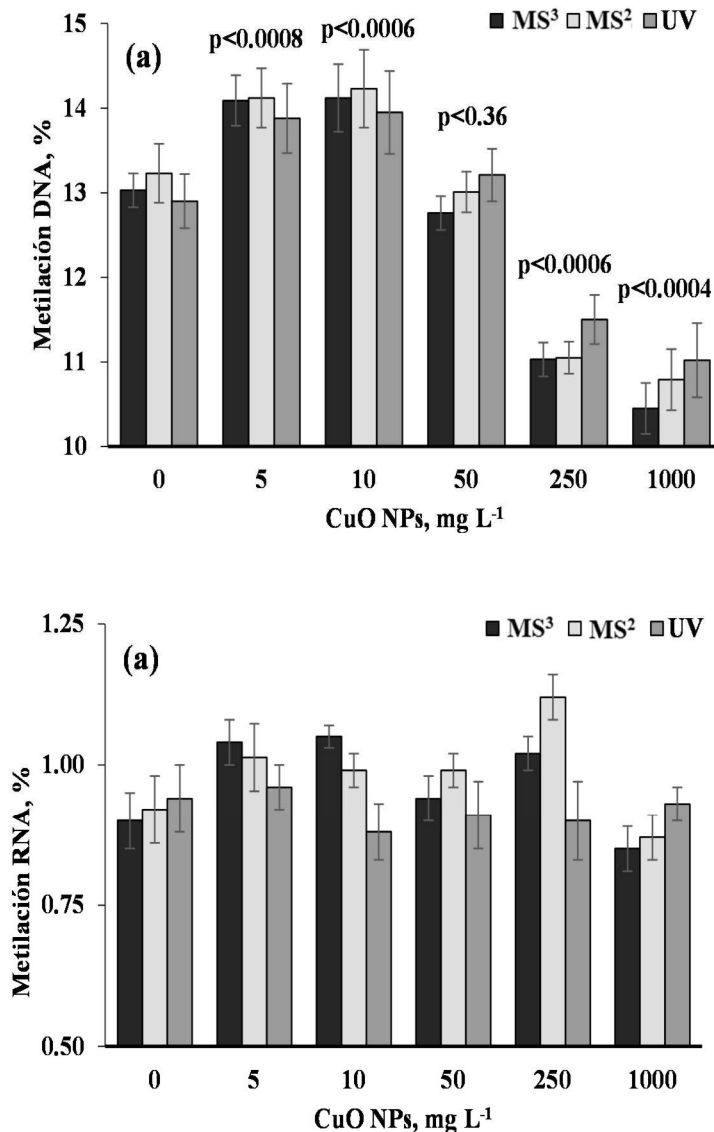 MS³ MS² UV
15
(a)
p<0.0008
p<0.0006
14
p<0.36
13
Metilación DNA, %
12
p<0.0006
p<0.0004
11
10
0 5 10 50 250 1000
CuO NPs, mg L⁻¹
1.25
MS³ MS² UV
(a)
1.00
Metilación RNA, %
0.75
0.50
0 5 10 50 250 1000
CuO NPs, mg L⁻¹